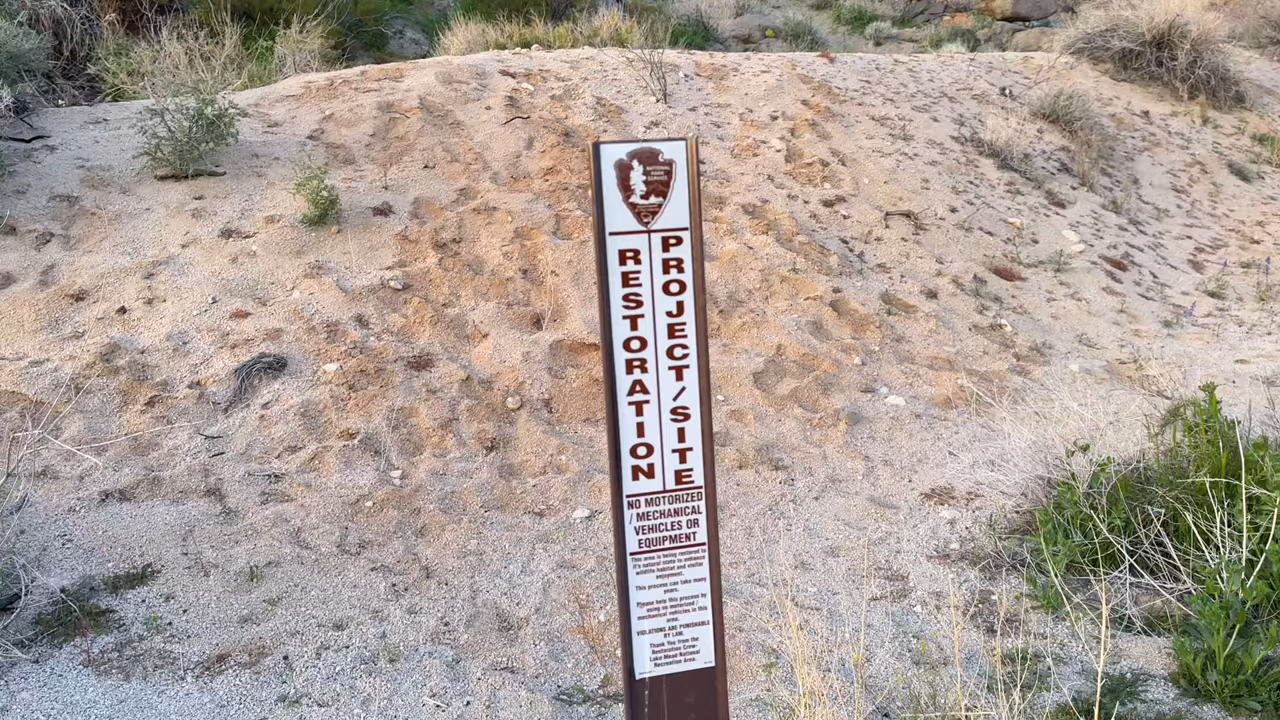 NATIONAL
PARK
SERVICE
RESTORATION
PROJECT/SITE
NO MOTORIZED
/ MECHANICAL
VEHICLES OR
EQUIPMENT
This area is being restored to
it's natural state to enhance
wildlife habitat and visitor
enjoyment.
This process can take many
years.
Please help this process by
using no motorized /
mechanical vehicles in this
area.
VIOLATIONS ARE PUNISHABLE
BY LAW.
Thank You from the
Restoration Crew-
Lake Mead National
Recreation Area.